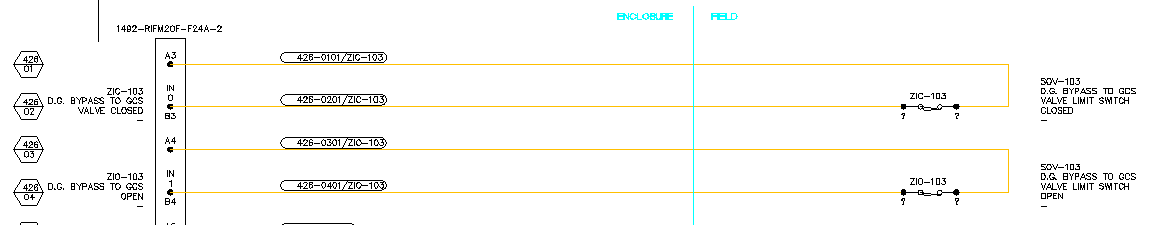 ENCLOSURE
FIELD
1492-RIFM20F-F24A-2
426
01
A3
426-0101/ZIC-103
426
02
ZIC-103
D.G. BYPASS TO GCS
VALVE CLOSED
-
IN
0
B3
426-0201/ZIC-103
ZIC-103
?
?
SOV-103
D.G. BYPASS TO GCS
VALVE LIMIT SWITCH
CLOSED
-
426
03
A4
426-0301/ZIO-103
426
04
ZIO-103
D.G. BYPASS TO GCS
OPEN
-
IN
1
B4
426-0401/ZIO-103
ZIO-103
?
?
SOV-103
D.G. BYPASS TO GCS
VALVE LIMIT SWITCH
OPEN
-